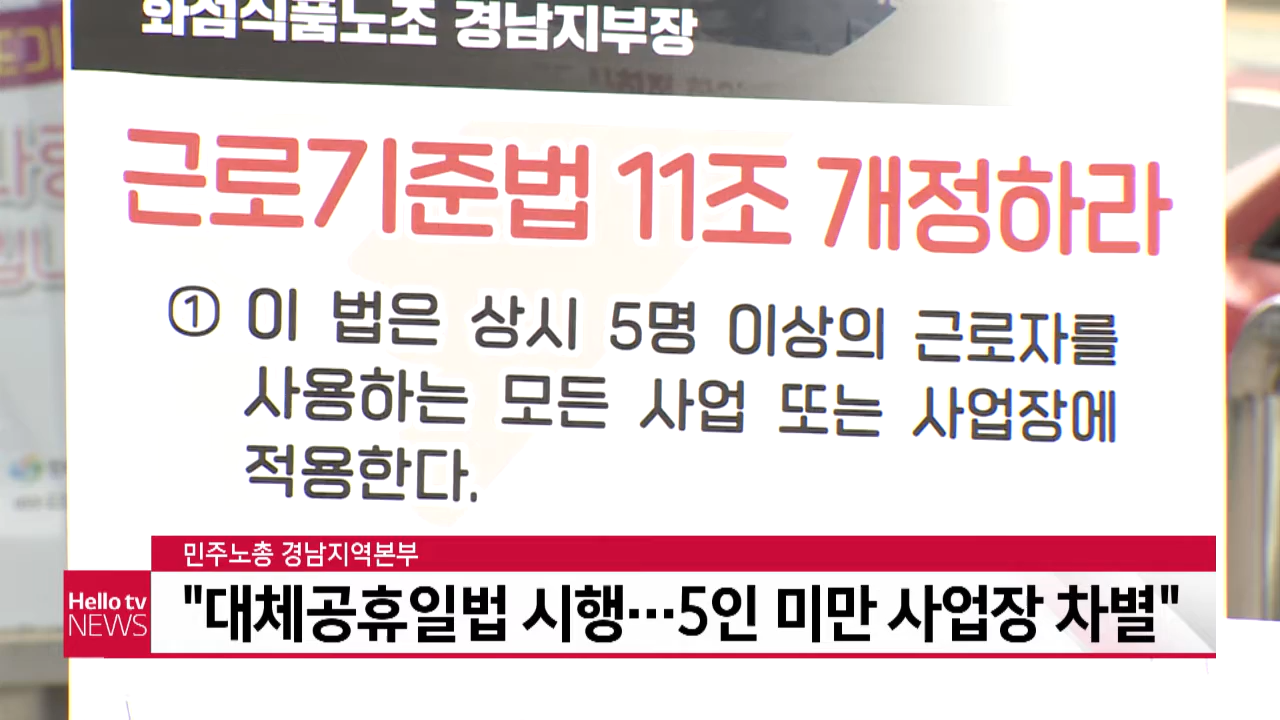 화섬식품노조 경남지부장
근로기준법 11조 개정하라
① 이 법은 상시 5명 이상의 근로자를
사용하는 모든 사업 또는 사업장에
적용한다.
민주노총 경남지역본부
Hello tv
NEWS
"대체공휴일법 시행…5인 미만 사업장 차별"